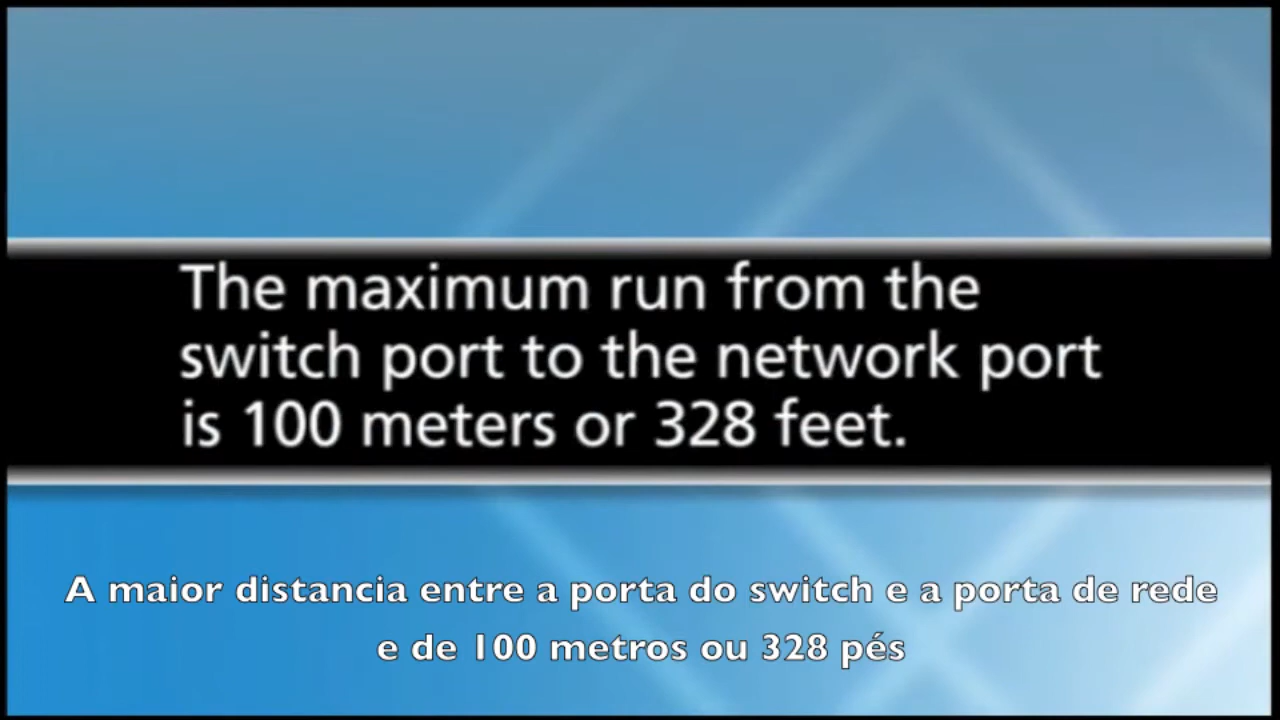 The maximum run from the
switch port to the network port
is 100 meters or 328 feet.
A maior distancia entre a porta do switch e a porta de rede
e de 100 metros ou 328 pés